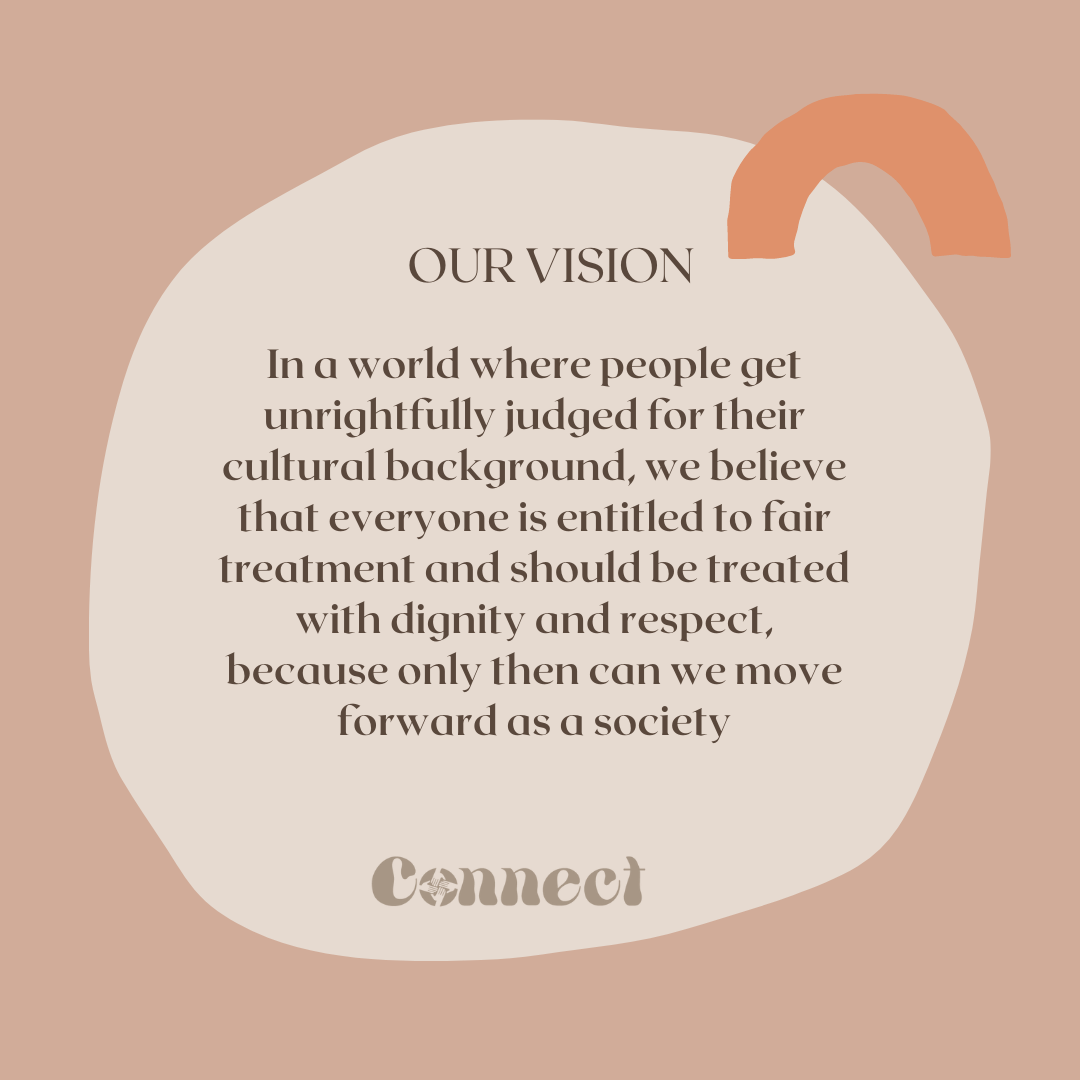 OUR VISION
In a world where people get
unrightfully judged for their
cultural background, we believe
that everyone is entitled to fair
treatment and should be treated
with dignity and respect,
because only then can we move
forward as a society
Connect